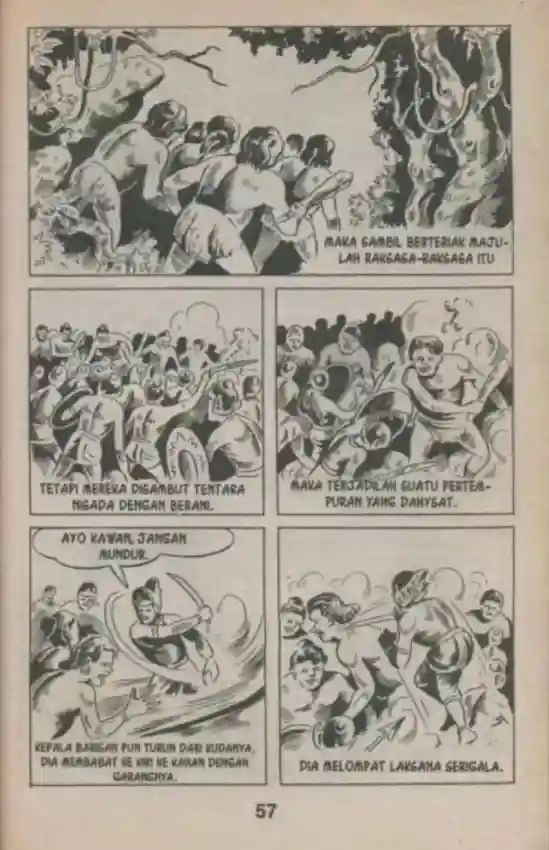 MAKA SAMBIL BERTERIAK MAJU-
LAH RAKSASA-RAKSASA ITU
TETAPI MEREKA DISAMBUT TENTARA
NISADA DENGAN BERANI.
MAKA TERJADILAH SUATU PERTEM-
PURAN YANG DAHYSAT.
AYO KAWAN, JANGAN
MUNDUR.
KEPALA BARISAN PUN TURUN DARI KUDANYA,
DIA MEMBABAT KE KIRI KE KANAN DENGAN
GARANGNYA.
DIA MELOMPAT LAKSANA SERIGALA.
57